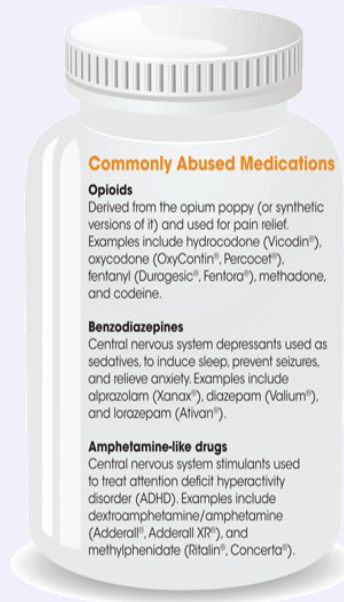 Commonly Abused Medications
Opioids
Derived from the opium poppy (or synthetic
versions of it) and used for pain relief.
Examples include hydrocodone (Vicodin®),
oxycodone (OxyContin®, Percocet®),
fentanyl (Duragesic®, Fentora®), methadone,
and codeine.
Benzodiazepines
Central nervous system depressants used as
sedatives, to induce sleep, prevent seizures,
and relieve anxiety. Examples include
alprazolam (Xanax®), diazepam (Valium®),
and lorazepam (Ativan®).
Amphetamine-like drugs
Central nervous system stimulants used
to treat attention deficit hyperactivity
disorder (ADHD). Examples include
dextroamphetamine/amphetamine
(Adderall®, Adderall XR®), and
methylphenidate (Ritalin®, Concerta®).